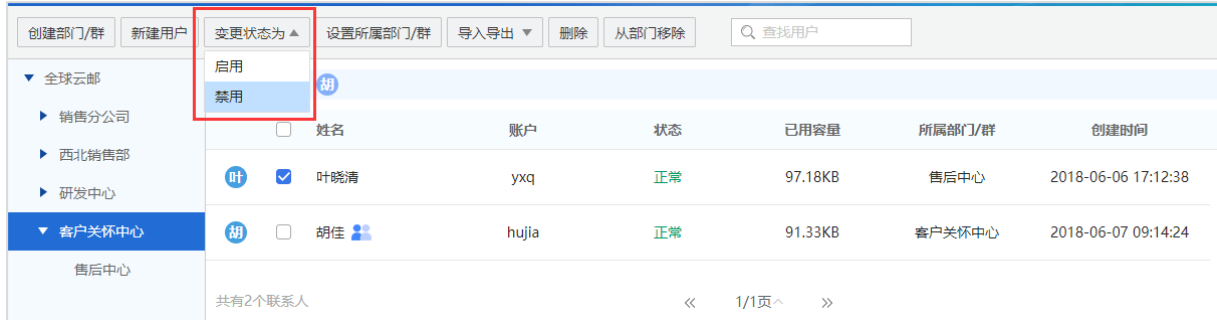 创建部门/群 新建用户 变更状态为 设置所属部门/群 导入导出 删除 从部门移除 查找用户
启用
禁用
全球云邮
销售分公司
西北销售部
研发中心
客户关怀中心
售后中心
胡
姓名 账户 状态 已用容量 所属部门/群 创建时间
叶 叶晓清 yxq 正常 97.18KB 售后中心 2018-06-06 17:12:38
胡 胡佳 hujia 正常 91.33KB 客户关怀中心 2018-06-07 09:14:24
共有2个联系人 1/1页